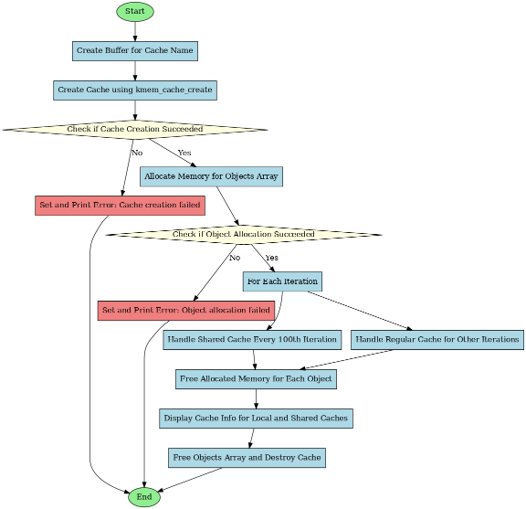 Start
Create Buffer for Cache Name
Create Cache using kmem_cache_create
Check if Cache Creation Succeeded
No
Yes
Allocate Memory for Objects Array
Set and Print Error: Cache creation failed
Check if Object Allocation Succeeded
No
Yes
For Each Iteration
Set and Print Error: Object allocation failed
Handle Shared Cache Every 100th Iteration
Handle Regular Cache for Other Iterations
Free Allocated Memory for Each Object
Display Cache Info for Local and Shared Caches
Free Objects Array and Destroy Cache
End